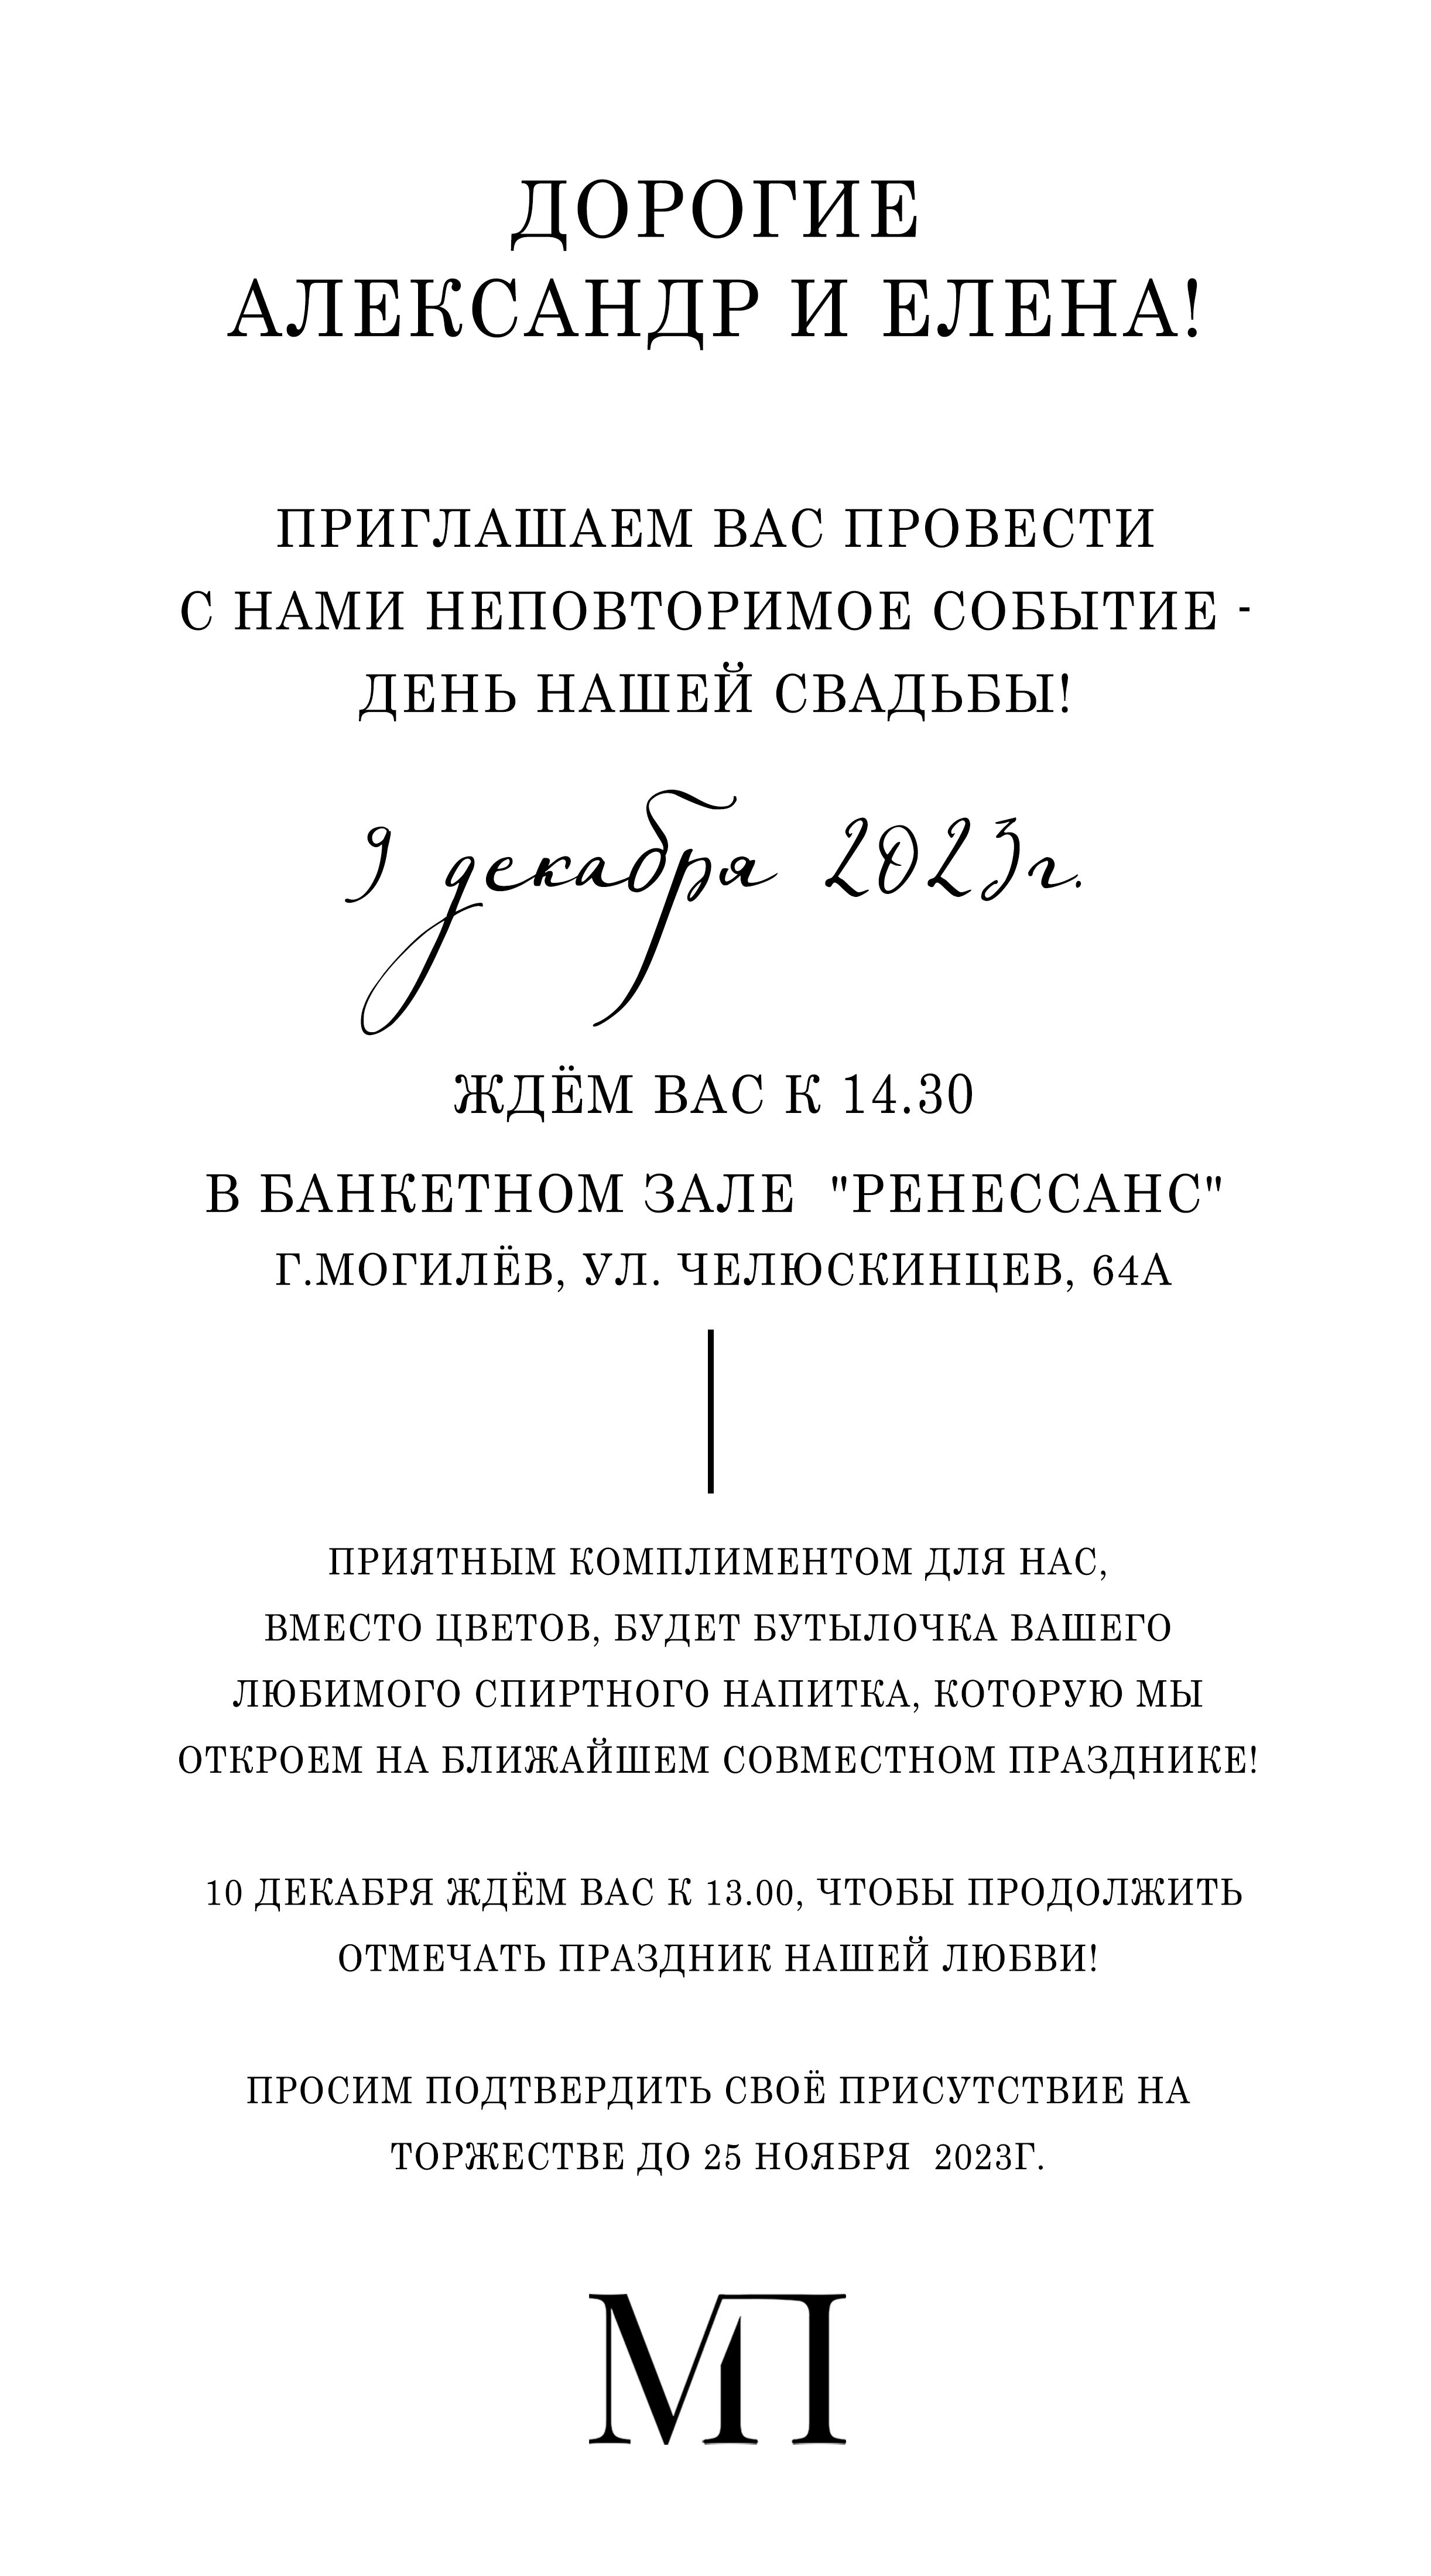 ДОРОГИЕ
АЛЕКСАНДР И ЕЛЕНА!
ПРИГЛАШАЕМ ВАС ПРОВЕСТИ
С НАМИ НЕПОВТОРИМОЕ СОБЫТИЕ -
ДЕНЬ НАШЕЙ СВАДЬБЫ!
9 декабря 2023г.
ЖДЁМ ВАС К 14.30
В БАНКЕТНОМ ЗАЛЕ "РЕНЕССАНС"
Г.МОГИЛЁВ, УЛ. ЧЕЛЮСКИНЦЕВ, 64А
ПРИЯТНЫМ КОМПЛИМЕНТОМ ДЛЯ НАС,
ВМЕСТО ЦВЕТОВ, БУДЕТ БУТЫЛОЧКА ВАШЕГО
ЛЮБИМОГО СПИРТНОГО НАПИТКА, КОТОРУЮ МЫ
ОТКРОЕМ НА БЛИЖАЙШЕМ СОВМЕСТНОМ ПРАЗДНИКЕ!
10 ДЕКАБРЯ ЖДЁМ ВАС К 13.00, ЧТОБЫ ПРОДОЛЖИТЬ
ОТМЕЧАТЬ ПРАЗДНИК НАШЕЙ ЛЮБВИ!
ПРОСИМ ПОДТВЕРДИТЬ СВОЁ ПРИСУТСТВИЕ НА
ТОРЖЕСТВЕ ДО 25 НОЯБРЯ 2023Г.
МП